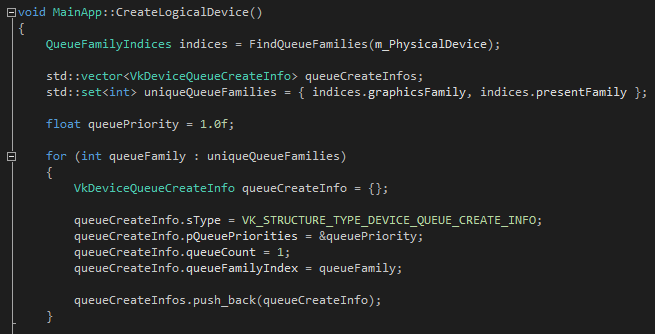 void MainApp::CreateLogicalDevice()
{
QueueFamilyIndices indices = FindQueueFamilies(m_PhysicalDevice);
std::vector<VkDeviceQueueCreateInfo> queueCreateInfos;
std::set<int> uniqueQueueFamilies = { indices.graphicsFamily, indices.presentFamily };
float queuePriority = 1.0f;
for (int queueFamily : uniqueQueueFamilies)
{
VkDeviceQueueCreateInfo queueCreateInfo = {};
queueCreateInfo.sType = VK_STRUCTURE_TYPE_DEVICE_QUEUE_CREATE_INFO;
queueCreateInfo.pQueuePriorities = &queuePriority;
queueCreateInfo.queueCount = 1;
queueCreateInfo.queueFamilyIndex = queueFamily;
queueCreateInfos.push_back(queueCreateInfo);
}